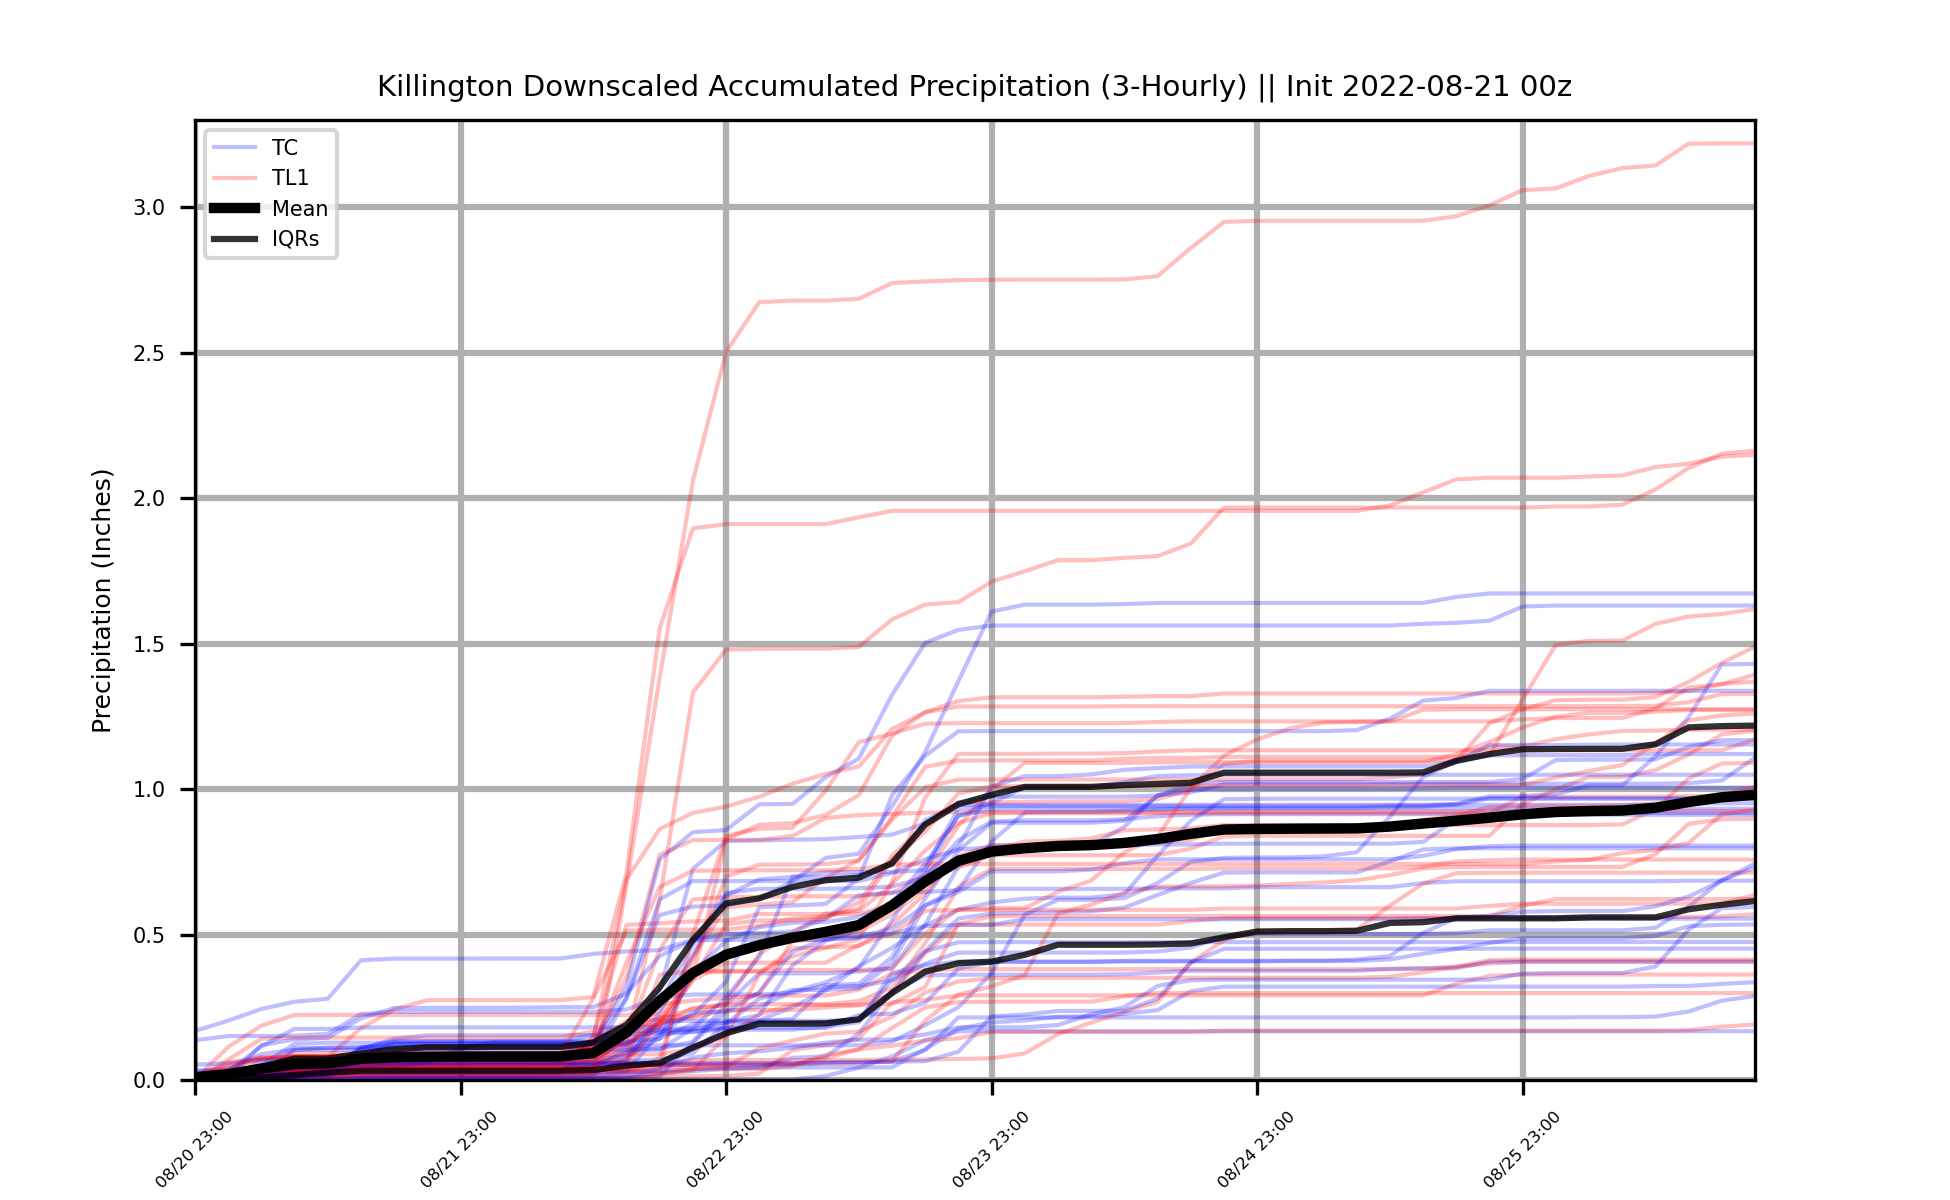 Killington Downscaled Accumulated Precipitation (3-Hourly) || Init 2022-08-21 00z
TC
TL1
Mean
IQRs
Precipitation (Inches)
3.0
2.5
2.0
1.5
1.0
0.5
0.0
08/20 23:00
08/21 23:00
08/22 23:00
08/23 23:00
08/24 23:00
08/25 23:00